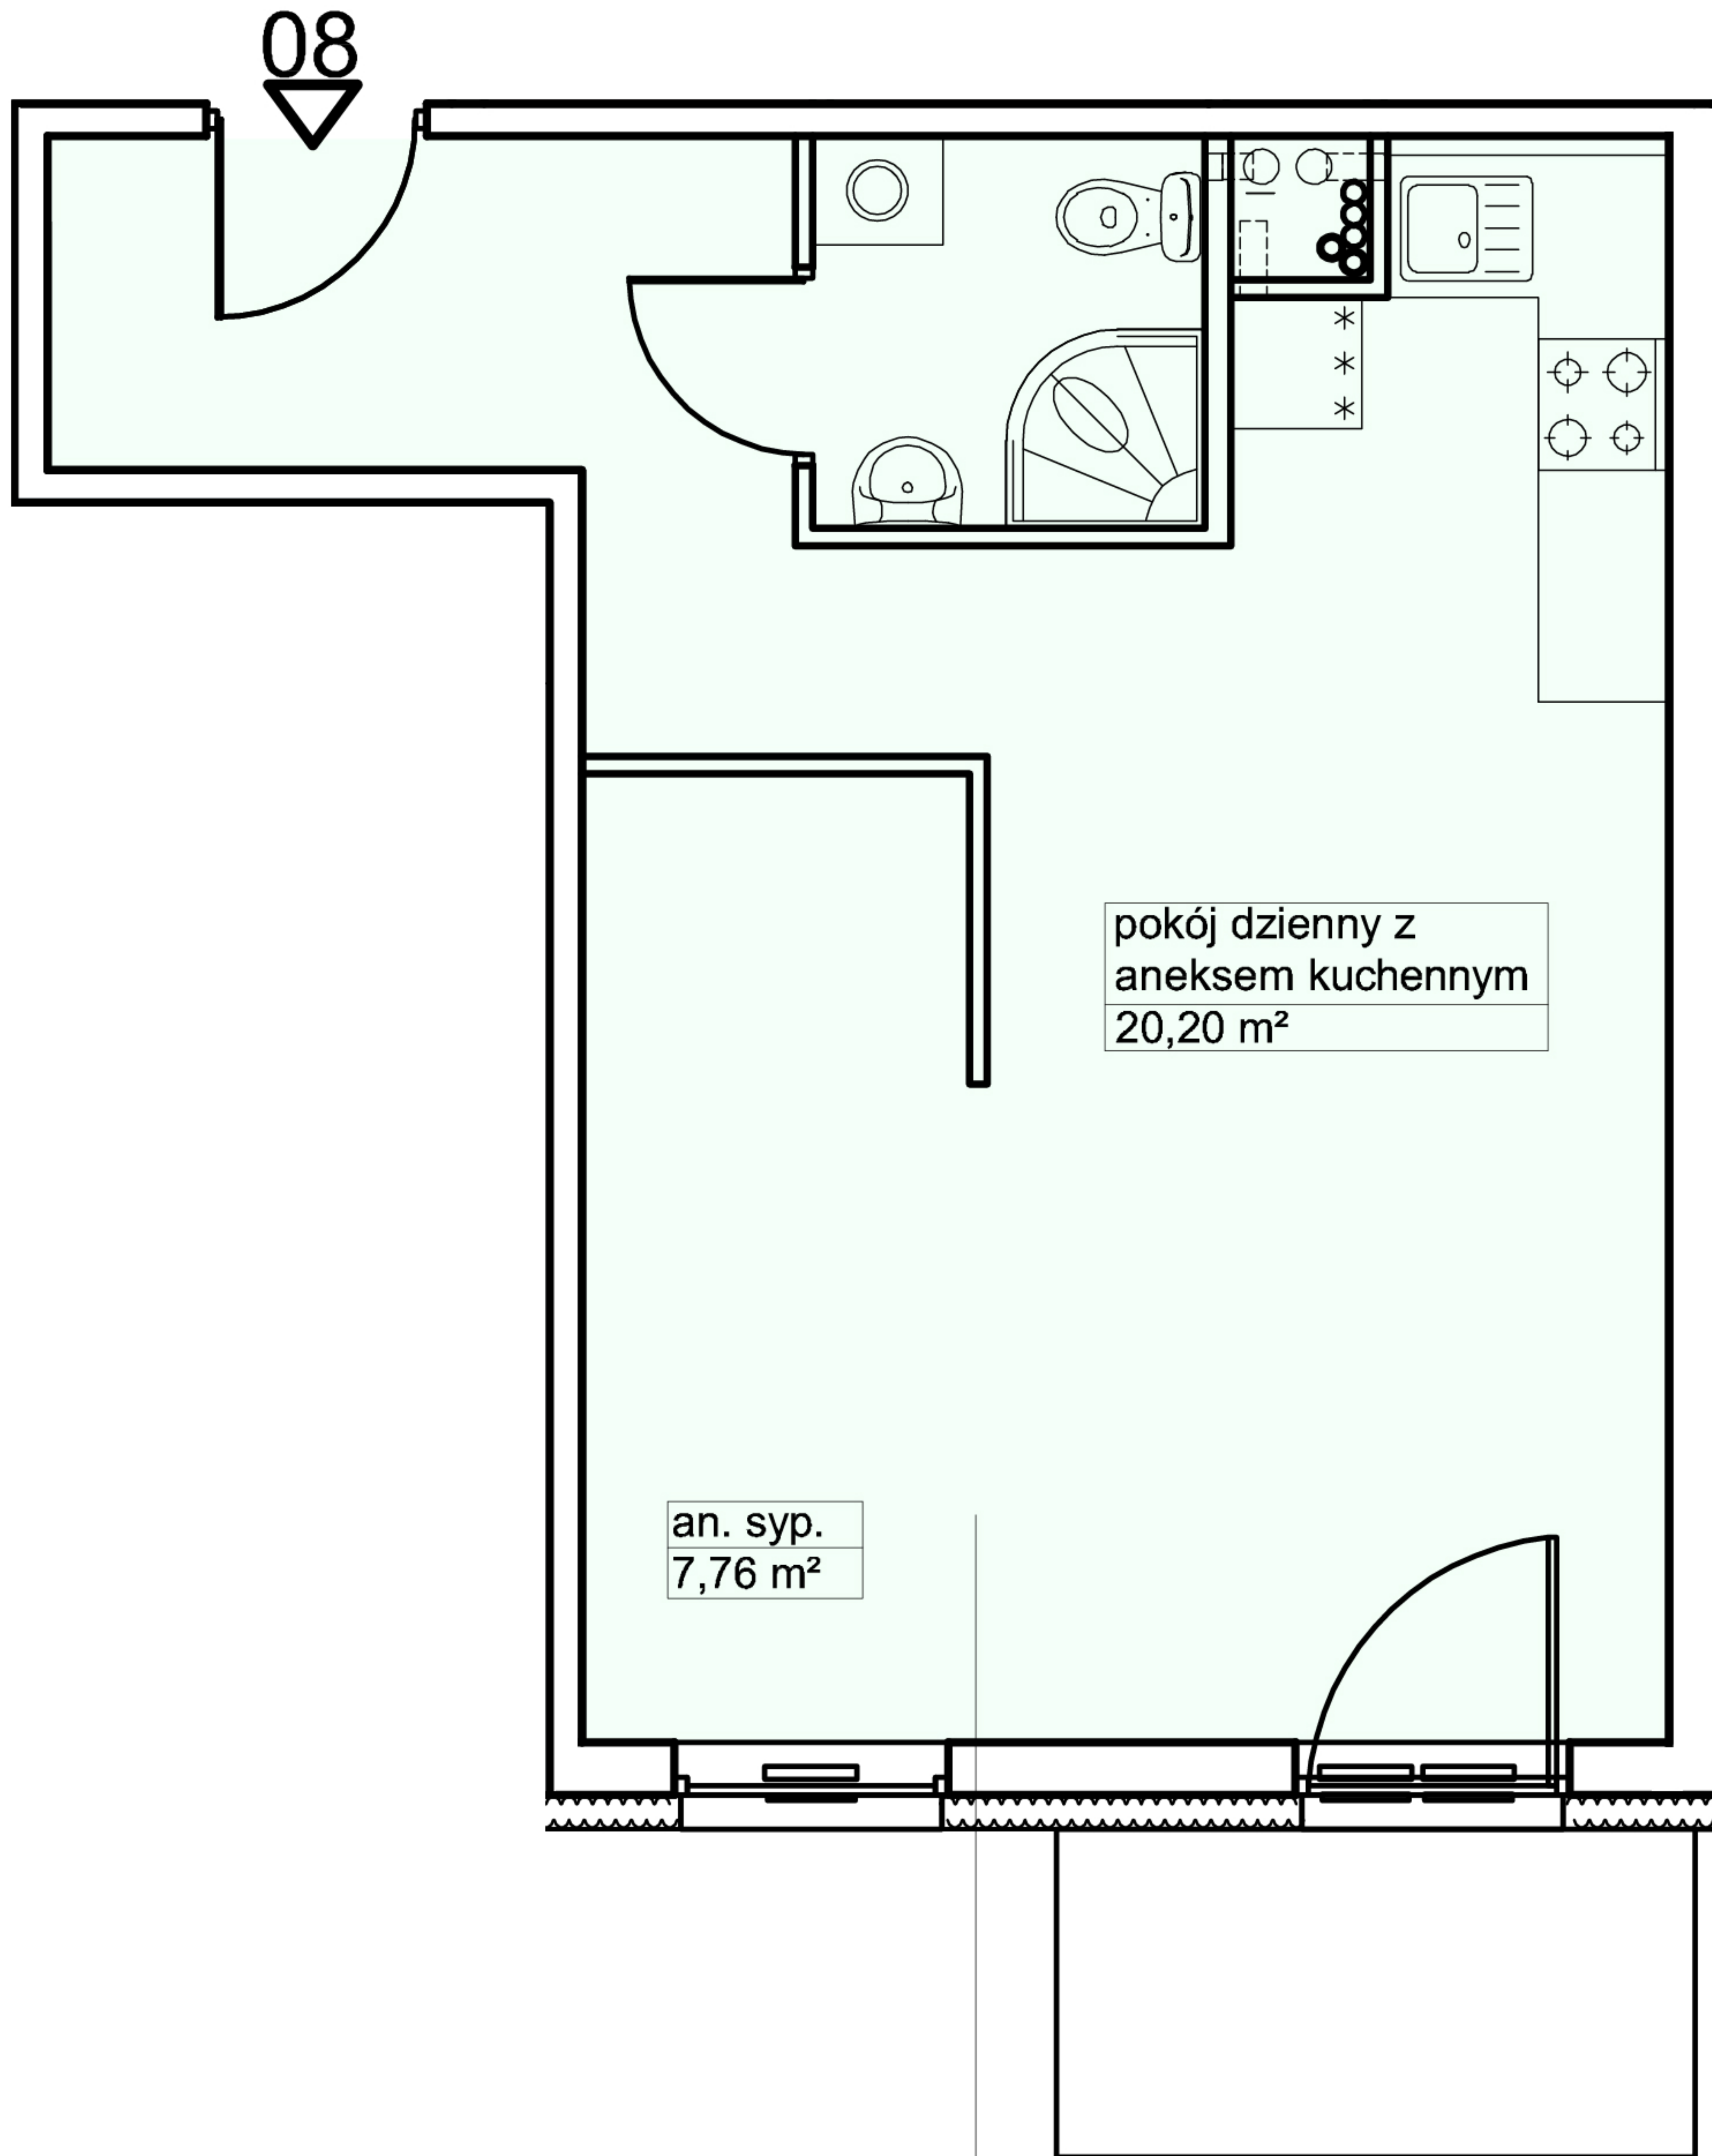 08
pokój dzienny z
aneksem kuchennym
20,20 m²
an. syp.
7,76 m²